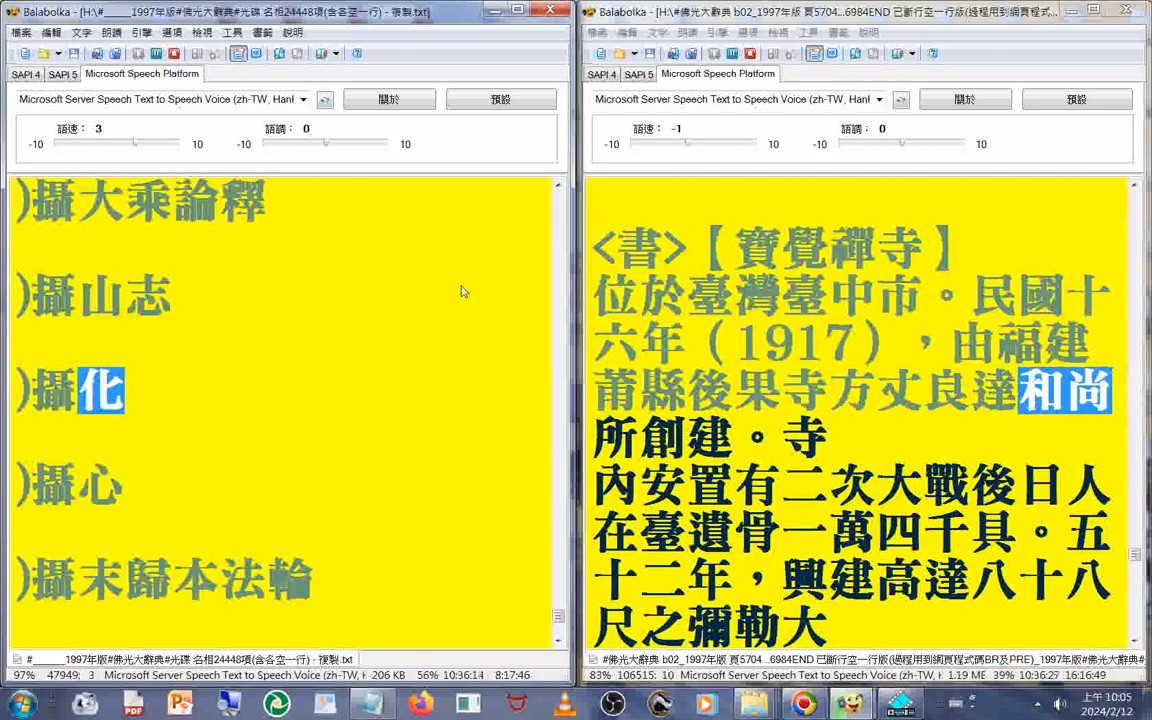 Balabolka - [H:\#_____1997年版#佛光大辭典#光碟 名相24448項(含各空一行) - 複製.txt]
檔案 編輯 文字 朗讀 引擎 選項 檢視 工具 書籤 說明
SAPI 4 SAPI 5 Microsoft Speech Platform
Microsoft Server Speech Text to Speech Voice (zh-TW, Hanl
關於
預設
語速： 3
語調： 0
-10
10
-10
10
)攝大乘論釋
)攝山志
)攝化
)攝心
)攝末歸本法輪
#_____1997年版#佛光大辭典#光碟 名相24448項(含各空一行) - 複製.txt
97% 47949; 3 Microsoft Server Speech Text to Speech Voice (zh-TW, 206 KB 56% 10:36:14 8:17:46
Balabolka - [H:\#佛光大辭典 b02_1997年版 頁5704...6984END 已斷行空一行版(過程用到網頁程式...
檔案 編輯 文字 朗讀 引擎 選項 檢視 工具 書籤 說明
SAPI 4 SAPI 5 Microsoft Speech Platform
Microsoft Server Speech Text to Speech Voice (zh-TW, Hanl
關於
預設
語速： -1
語調： 0
-10
10
-10
10
<書>【寶覺禪寺】
位於臺灣臺中市。民國十
六年（1917），由福建
莆縣後果寺方丈良達和尚
所創建。寺
內安置有二次大戰後日人
在臺遺骨一萬四千具。五
十二年，興建高達八十八
尺之彌勒大
#佛光大辭典 b02_1997年版 頁5704...6984END 已斷行空一行版(過程用到網頁程式碼BR及PRE)_1997年版#佛光大辭典#
83% 106515; 10 Microsoft Server Speech Text to Speech Voice (zh-TW, H 1.19 ME 39% 10:36:27 16:16:49
上午 10:05
2024/2/12